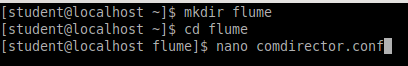 [student@localhost ~]$ mkdir flume
[student@localhost ~]$ cd flume
[student@localhost flume]$ nano comdirector.conf